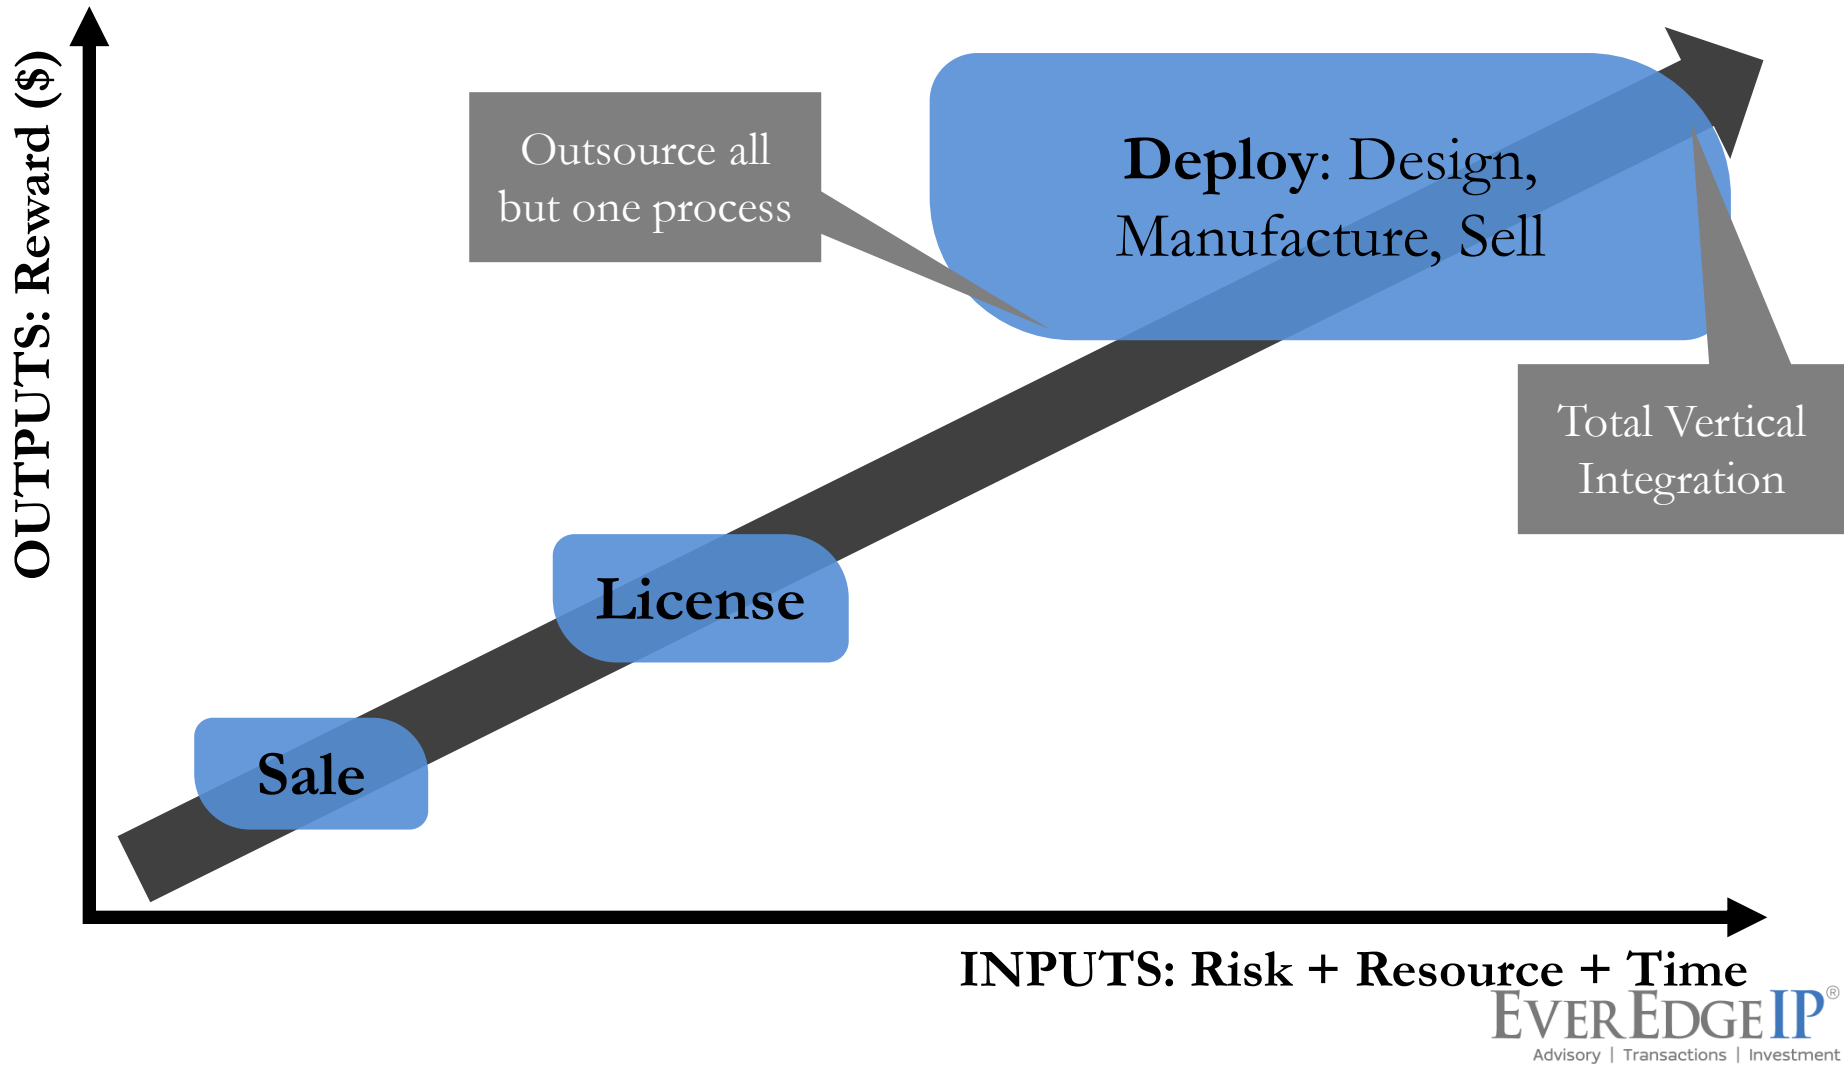 OUTPUTS: Reward ($)
Outsource all
but one process
Deploy: Design,
Manufacture, Sell
Total Vertical
Integration
License
Sale
INPUTS: Risk + Resource + Time
EVEREDGEIP®
Advisory | Transactions | Investment